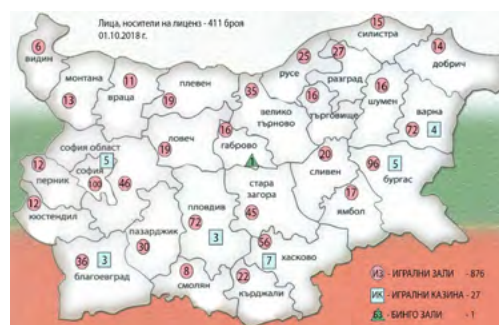 Лица, носители на лиценз - 411 броя
01.10.2018 г.
15
силистра
6
видин
25
27
14
русе
разград
добрич
монтана
11
плевен
35
16
16
13
враца
19
велико
търново
търговище
шумен
варна
72
4
софия област
ловеч
16
5
19
габрово
12
софия
1
20
96
5
перник
100
46
сливен
бургас
12
пловдив
стара
загора
17
кюстендил
72
45
ямбол
пазарджик
56
30
3
36
3
7
хасково
благоевград
8
22
смолян
кърджали
ИЗ - ИГРАЛНИ ЗАЛИ - 876
ИК - ИГРАЛНИ КАЗИНА - 27
БЗ - БИНГО ЗАЛИ - 1